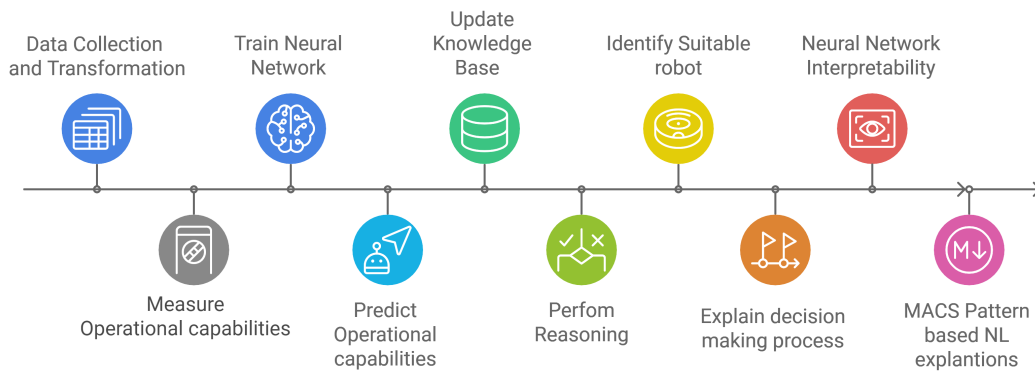 Data Collection
and Transformation
Train Neural
Network
Update
Knowledge
Base
Identify Suitable
robot
Neural Network
Interpretability
Measure
Operational capabilities
Predict
Operational
capabilities
Perfom
Reasoning
Explain decision
making process
M↓
MACS Pattern
based NL
explantions